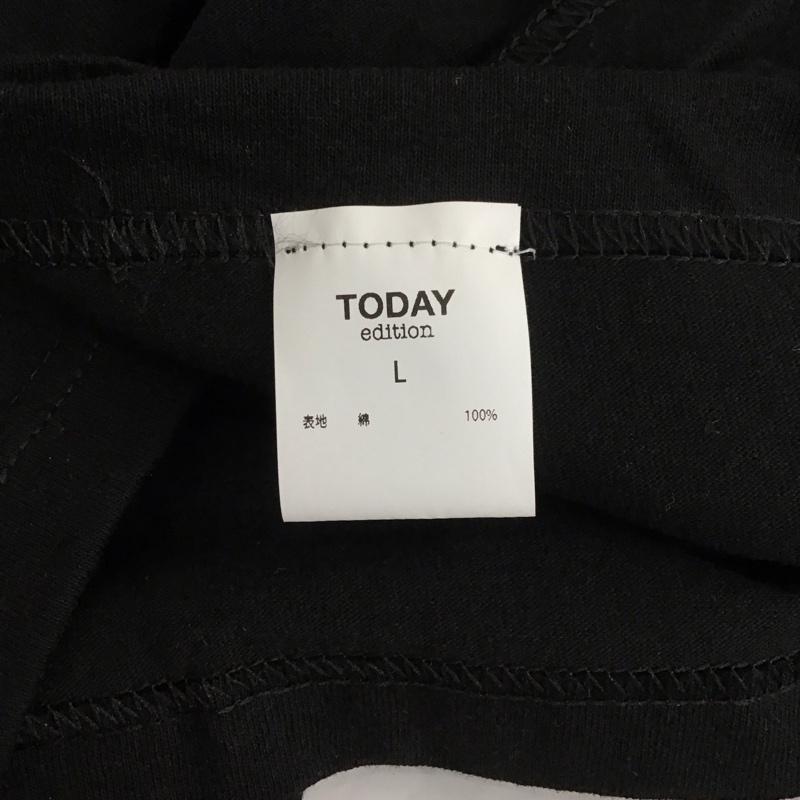 TODAY
edition
L
表地 綿 100%